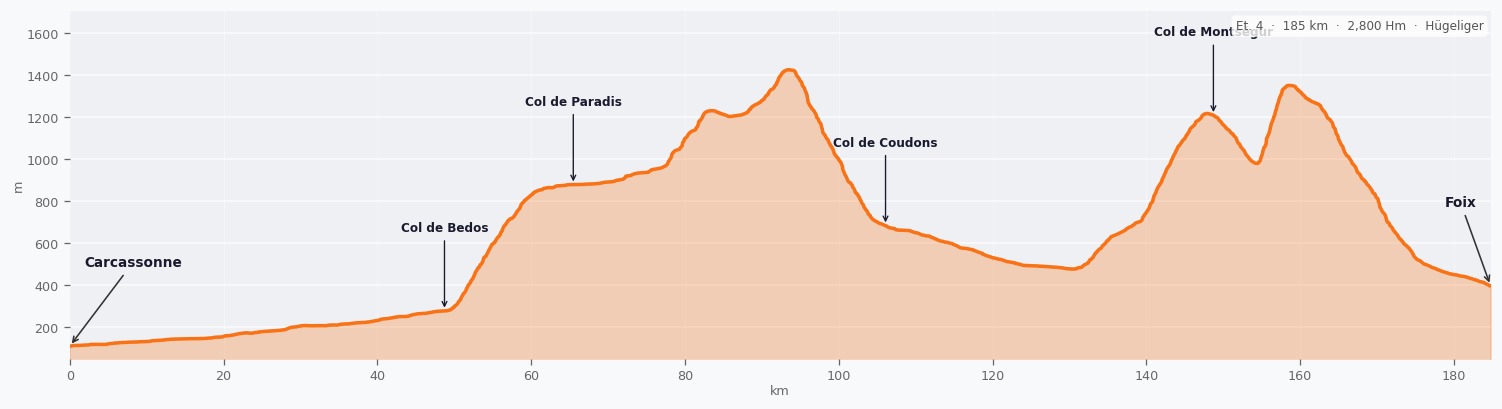 Et. 4 · 185 km · 2,800 Hm · Hügeliger
Col de Montségur
Col de Paradis
Col de Coudons
Col de Bedos
Foix
Carcassonne
m
1600
1400
1200
1000
800
600
400
200
0 20 40 60 80 100 120 140 160 180
km